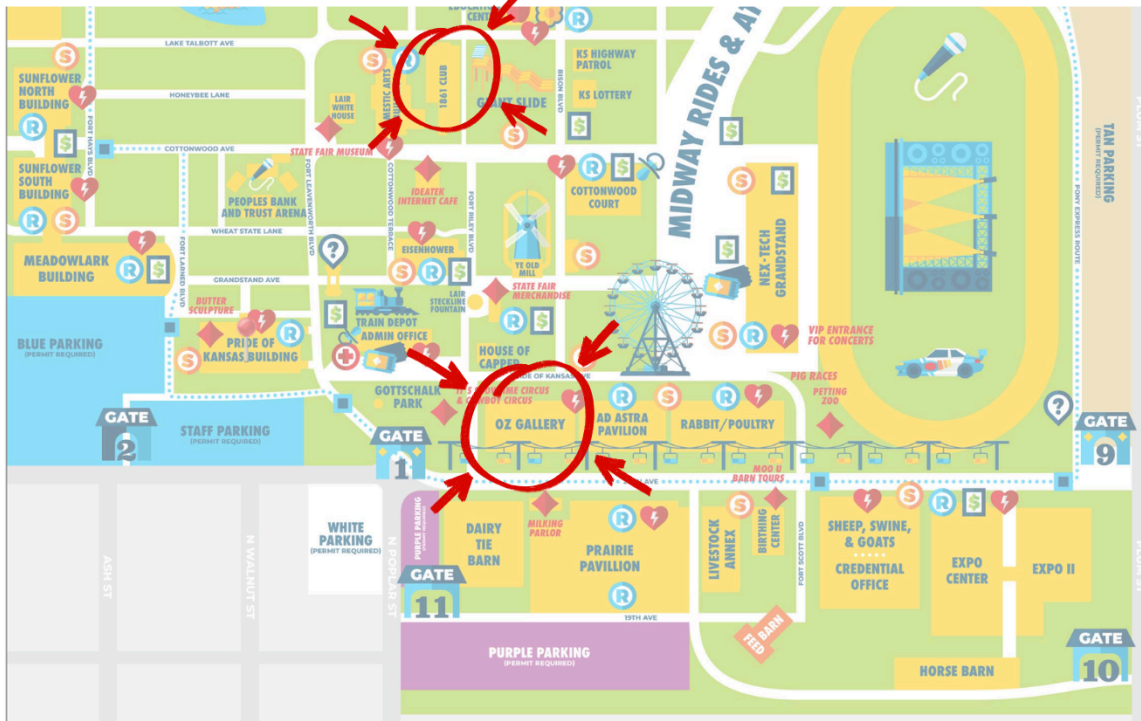 EDUCATION
CENTER
LAKE TALBOTT AVE
SUNFLOWER
NORTH
BUILDING
R
$
HONEYBEE LANE
FORT HAYS BLVD
S
R
LAIR
WHITE
HOUSE
1861 CLUB
GIANT SLIDE
S
BISON BLVD
KS HIGHWAY
PATROL
KS LOTTERY
$
MIDWAY RIDES &
$
COTTONWOOD AVE
STATE FAIR MUSEUM
SUNFLOWER
SOUTH
BUILDING
R
S
PEOPLES BANK
AND TRUST ARENA
FORT LEAVENWORTH BLVD
COTTONWOOD TERRACE
IDEATEK
INTERNET CAFE
FORT RILEY BLVD
R
$
COTTONWOOD
COURT
S
$
NEX-TECH
GRANDSTAND
TAN PARKING
(PERMIT REQUIRED)
PONY EXPRESS ROUTE
WHEAT STATE LANE
MEADOWLARK
BUILDING
R
$
FORT LARNED BLVD
?
EISENHOWER
S
R
$
YE OLD
MILL
S
$
GRANDSTAND AVE
LAIR
STECKLINE
FOUNTAIN
STATE FAIR
MERCHANDISE
R
$
BUTTER
SCULPTURE
R
PRIDE OF
KANSAS BUILDING
$
TRAIN DEPOT
ADMIN OFFICE
HOUSE OF
CAPPER
S
S
R
VIP ENTRANCE
FOR CONCERTS
BLUE PARKING
(PERMIT REQUIRED)
GOTTSCHALK
PARK
CIRCUS
& COWBOY CIRCUS
OZ GALLERY
R
AD ASTRA
PAVILION
S
R
RABBIT/POULTRY
PIG RACES
PETTING
ZOO
?
GATE
2
STAFF PARKING
(PERMIT REQUIRED)
GATE
1
GATE
9
MOO U
BARN TOURS
WHITE
PARKING
(PERMIT REQUIRED)
PURPLE PARKING
DAIRY
TIE
BARN
MILKING
PARLOR
R
PRAIRIE
PAVILLION
R
S
LIVESTOCK
ANNEX
BIRTHING
CENTER
FORT SCOTT BLVD
S
SHEEP, SWINE,
& GOATS
CREDENTIAL
OFFICE
R
$
EXPO
CENTER
EXPO II
ASH ST
N WALNUT ST
N POPLAR ST
GATE
11
19TH AVE
FEED BARN
PURPLE PARKING
(PERMIT REQUIRED)
HORSE BARN
GATE
10